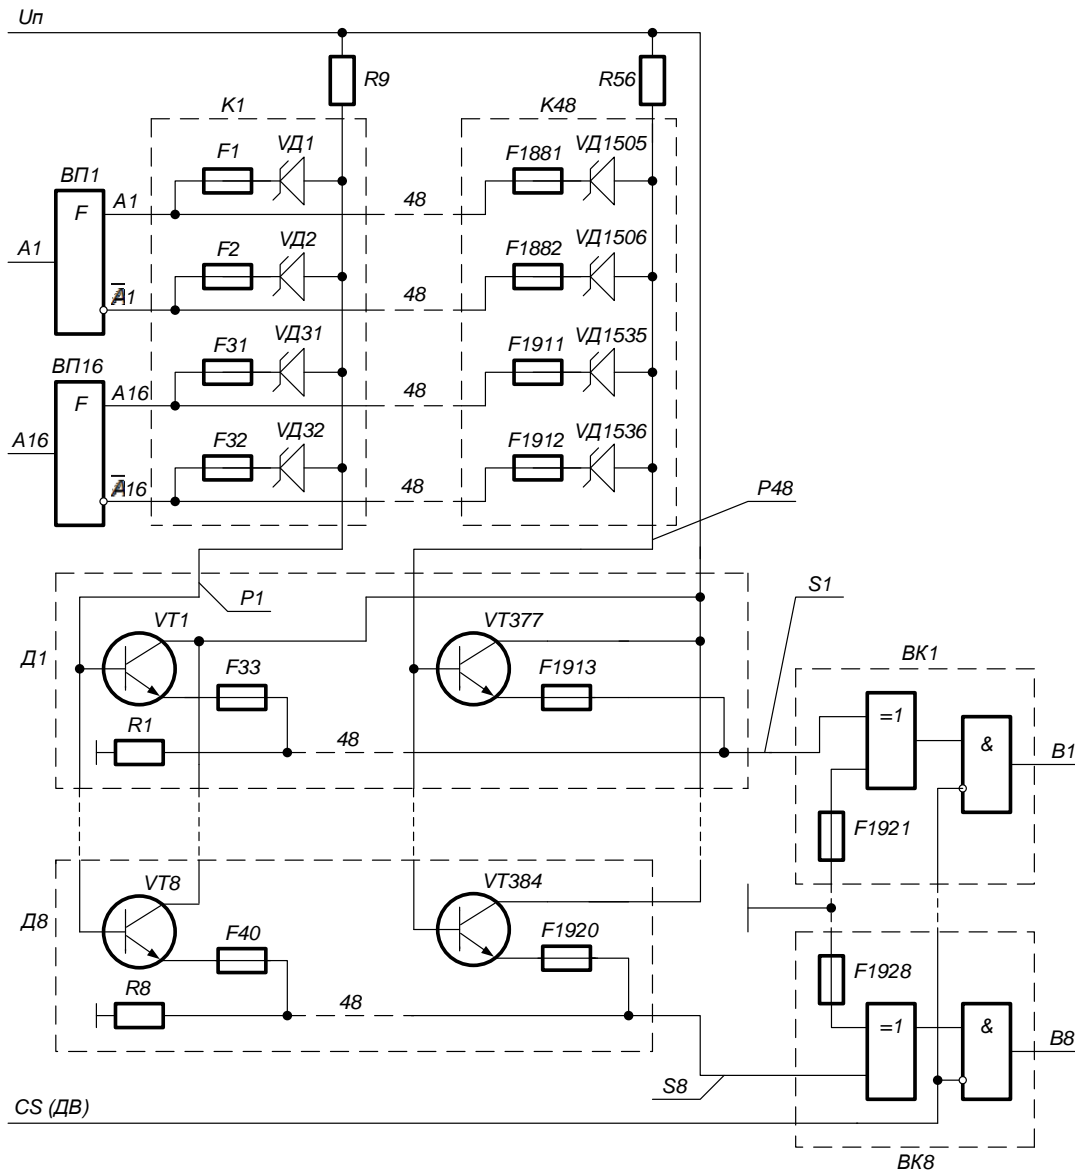 Uп
R9
R56
K1
K48
F1
VД1
F1881
VД1505
ВП1
F
A1
48
A1
F2
VД2
F1882
VД1506
A̅1
48
ВП16
F31
VД31
F1911
VД1535
F
A16
48
A16
F32
VД32
F1912
VД1536
A̅16
48
P48
P1
S1
VT1
VT377
Д1
F33
F1913
ВК1
R1
48
=1
&
B1
F1921
VT8
VT384
Д8
F40
F1920
F1928
R8
48
=1
&
B8
S8
CS (ДВ)
ВК8